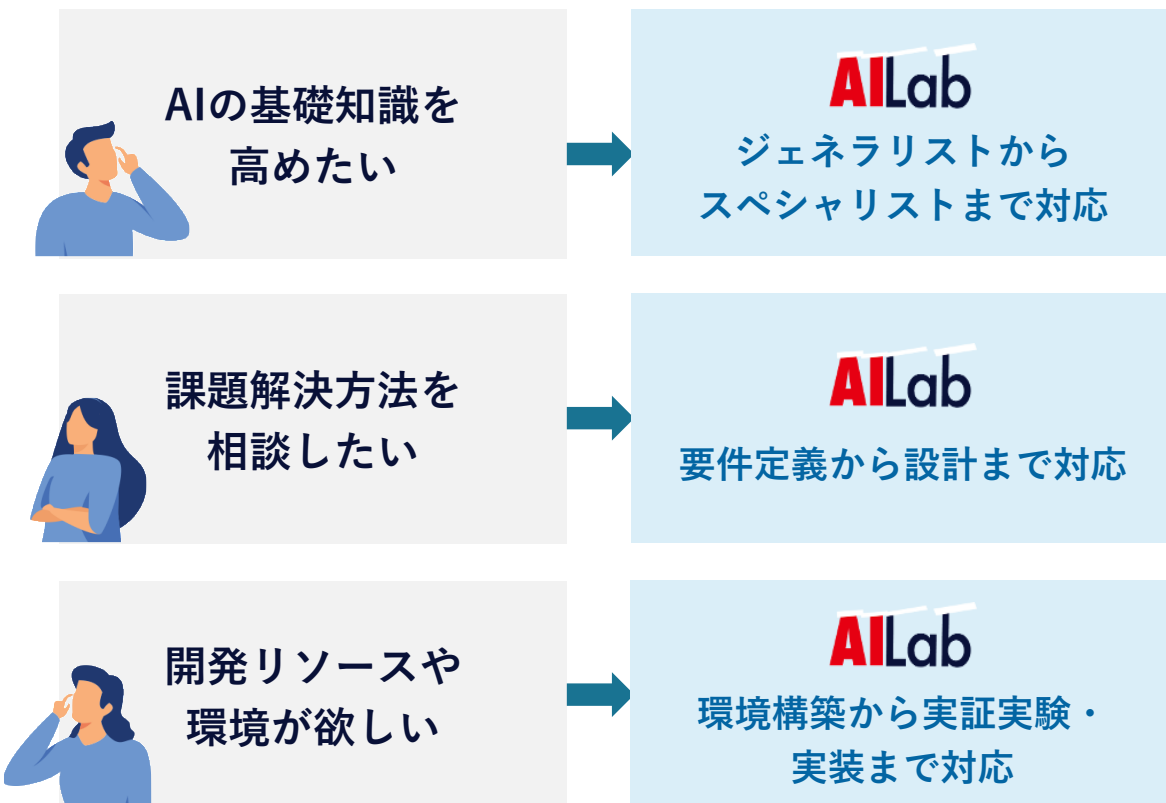 AIの基礎知識を
高めたい
AILab
ジェネラリストから
スペシャリストまで対応
課題解決方法を
相談したい
AILab
要件定義から設計まで対応
開発リソースや
環境が欲しい
AILab
環境構築から実証実験・
実装まで対応